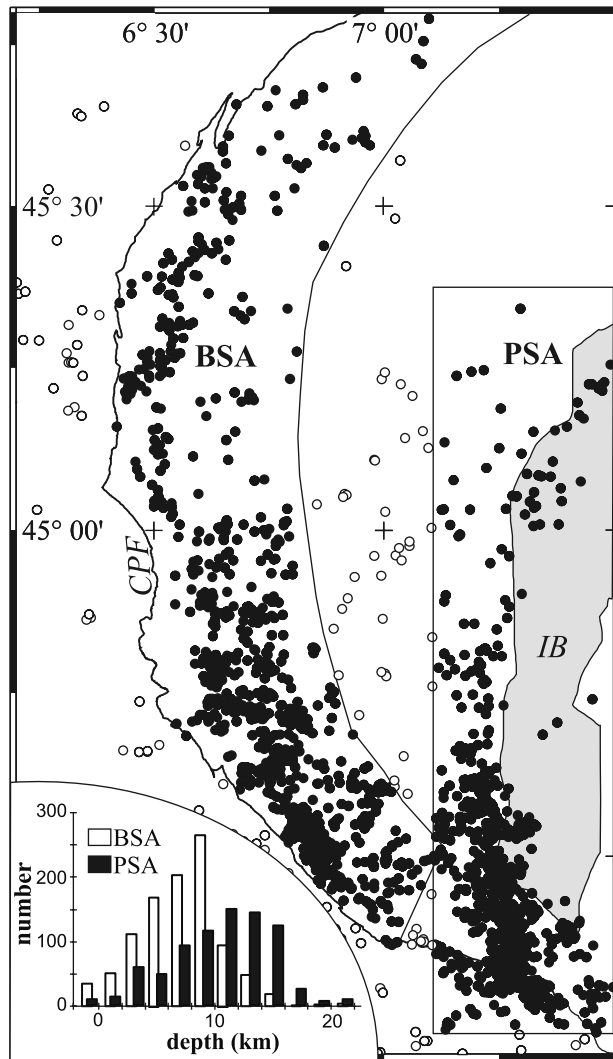 6° 30' 7° 00'
45° 30'
BSA
PSA
45° 00'
CPF
IB
300
BSA
PSA
200
number
100
0
0 10 20
depth (km)